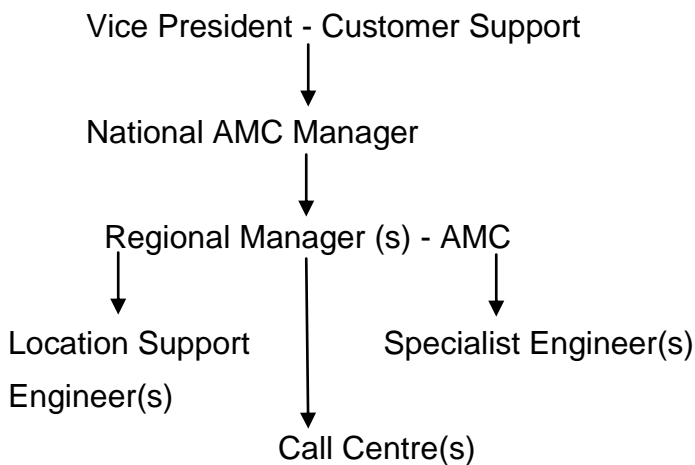 Vice President - Customer Support
National AMC Manager
Regional Manager (s) - AMC
Location Support
Engineer(s)
Specialist Engineer(s)
Call Centre(s)